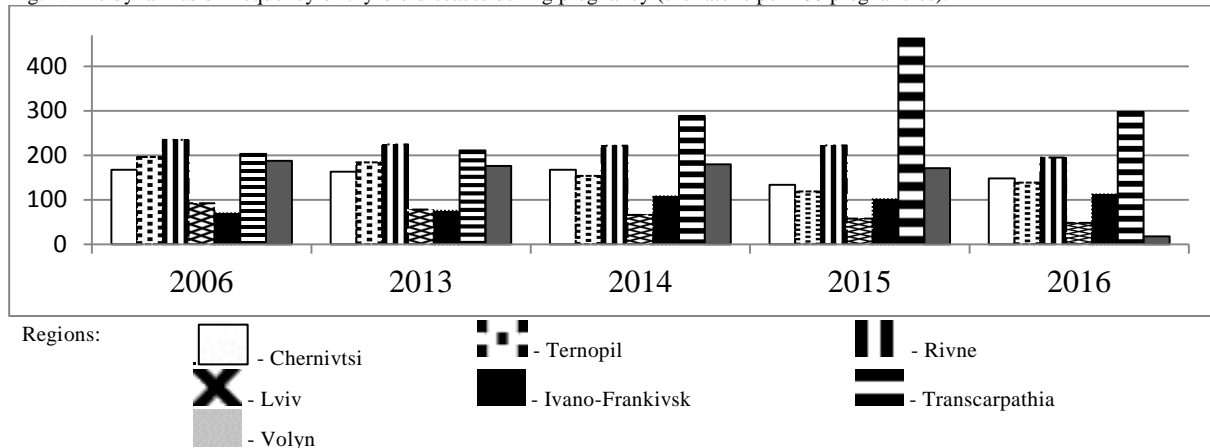 400
300
200
100
0
2006 2013 2014 2015 2016
Regions:
- Chernivtsi - Ternopil - Rivne
- Lviv - Ivano-Frankivsk - Transcarpathia
- Volyn